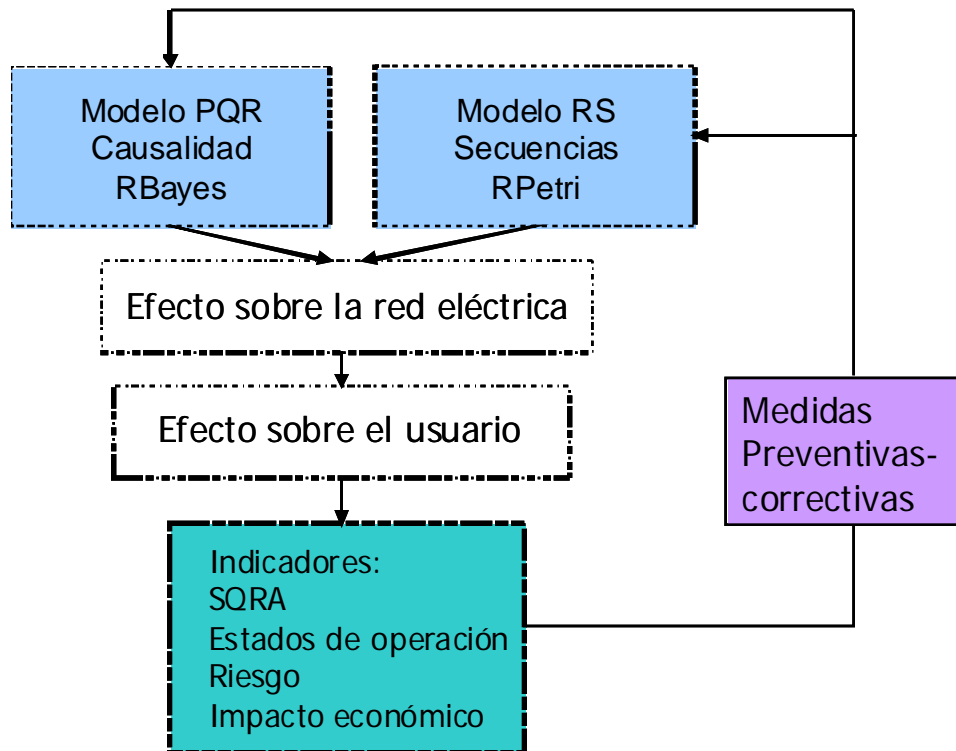 Modelo PQR
Causalidad
RBayes
Modelo RS
Secuencias
RPetri
Efecto sobre la red eléctrica
Efecto sobre el usuario
Medidas
Preventivas-
correctivas
Indicadores:
SQRA
Estados de operación
Riesgo
Impacto económico